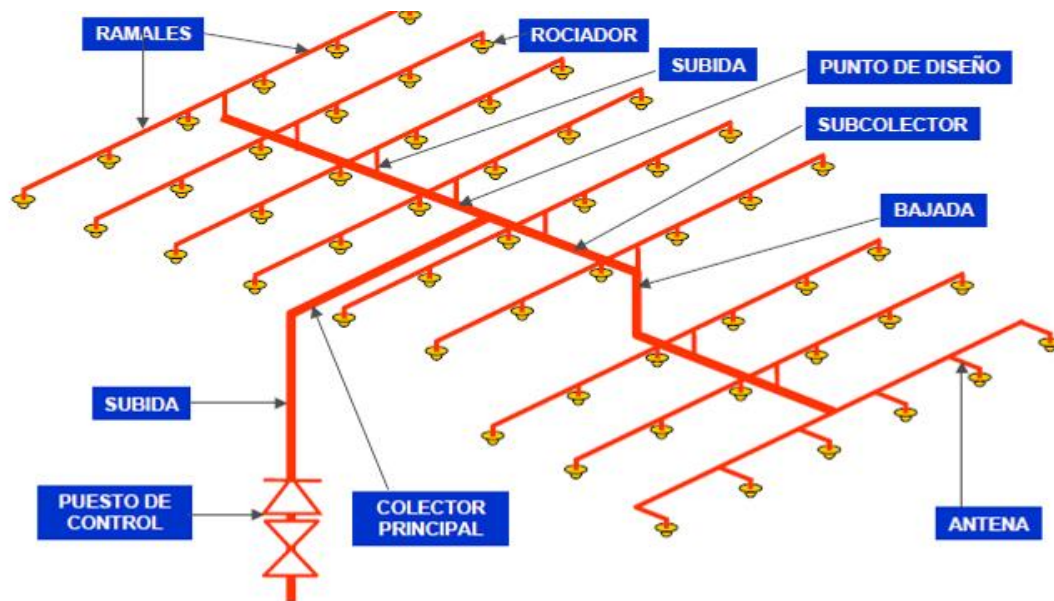 RAMALES
ROCIADOR
SUBIDA
PUNTO DE DISEÑO
SUBCOLECTOR
BAJADA
SUBIDA
PUESTO DE
CONTROL
COLECTOR
PRINCIPAL
ANTENA